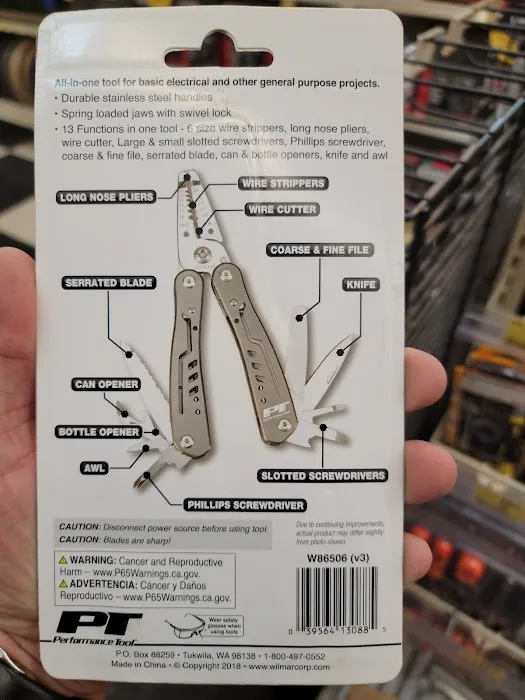 All-in-one tool for basic electrical and other general purpose projects.
• Durable stainless steel handles
• Spring loaded jaws with swivel lock
• 13 Functions in one tool - 6 size wire strippers, long nose pliers,
wire cutter, Large & small slotted screwdrivers, Phillips screwdriver,
coarse & fine file, serrated blade, can & bottle openers, knife and awl
LONG NOSE PLIERS
WIRE STRIPPERS
WIRE CUTTER
COARSE & FINE FILE
SERRATED BLADE
KNIFE
CAN OPENER
PT
BOTTLE OPENER
AWL
SLOTTED SCREWDRIVERS
PHILLIPS SCREWDRIVER
CAUTION: Disconnect power source before using tool.
CAUTION: Blades are sharp!
Due to continuing improvements,
actual product may differ slightly
from photo shown.
W86506 (v3)
WARNING: Cancer and Reproductive
Harm – www.P65Warnings.ca.gov.
ADVERTENCIA: Cáncer y Daños
Reproductivo – www.P65Warnings.ca.gov.
PT
Performance Tool
Wear safety
glasses when
using tools
0 39564 13088 5
P.O. Box 88259 • Tukwila, WA 98138 • 1-800-497-0552
Made in China • © Copyright 2018 • www.wilmarcorp.com